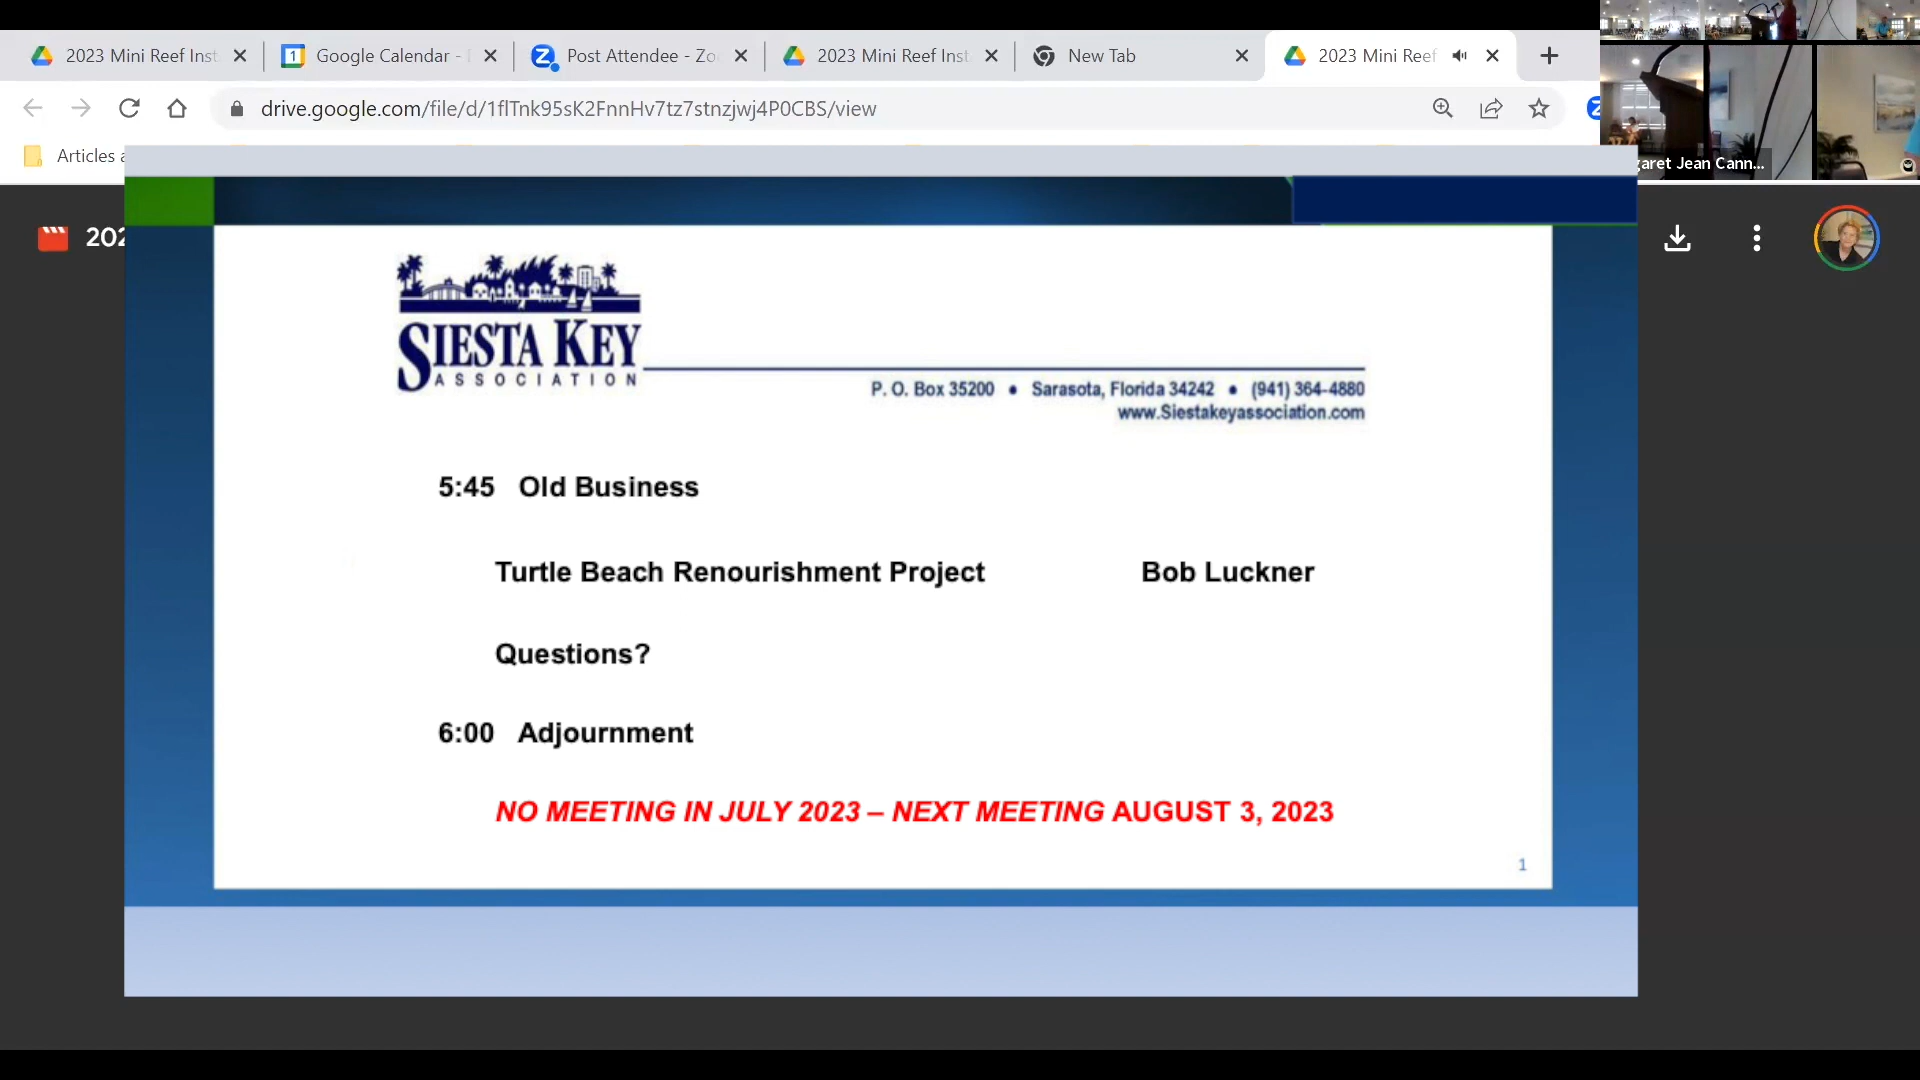 2023 Mini Reef Inst
Google Calendar -
Post Attendee - Zo
2023 Mini Reef Inst
New Tab
2023 Mini Reef
drive.google.com/file/d/1flTnk95sK2FnnHv7tz7stnzjwj4P0CBS/view
Articles a
garet Jean Cann...
202
SIESTA KEY
ASSOCIATION
P. O. Box 35200 • Sarasota, Florida 34242 • (941) 364-4880
www.Siestakeyassociation.com
5:45 Old Business
Turtle Beach Renourishment Project Bob Luckner
Questions?
6:00 Adjournment
NO MEETING IN JULY 2023 – NEXT MEETING AUGUST 3, 2023
1